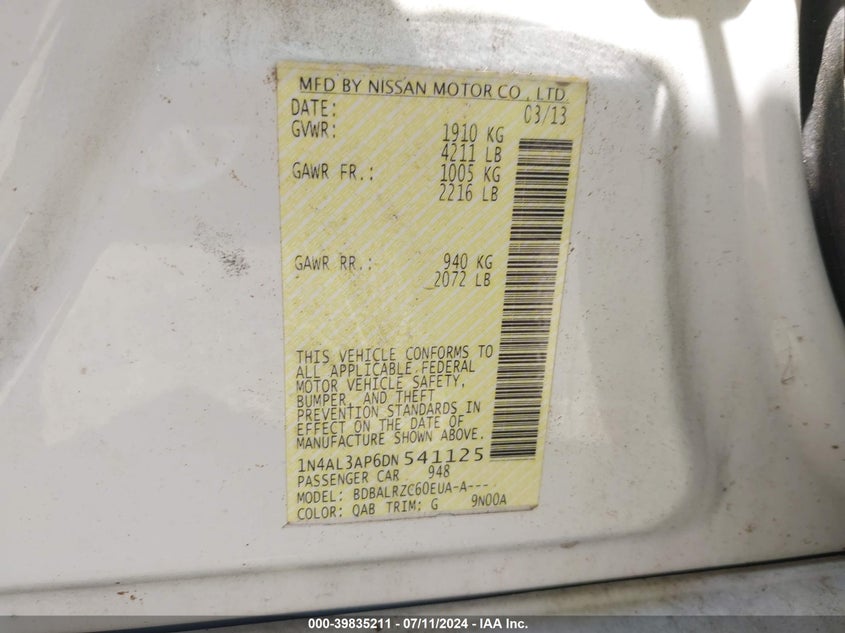 MFD BY NISSAN MOTOR CO., LTD.
DATE: 03/13
GVWR: 1910 KG
4211 LB
GAWR FR.: 1005 KG
2216 LB
GAWR RR.: 940 KG
2072 LB
THIS VEHICLE CONFORMS TO
ALL APPLICABLE FEDERAL
MOTOR VEHICLE SAFETY,
BUMPER, AND THEFT
PREVENTION STANDARDS IN
EFFECT ON THE DATE OF
MANUFACTURE SHOWN ABOVE.
1N4AL3AP6DN541125
PASSENGER CAR 948
MODEL: BDBALRZC60EUA-A---
COLOR: QAB TRIM: G 9N00A
000-39835211 - 07/11/2024 - IAA Inc.